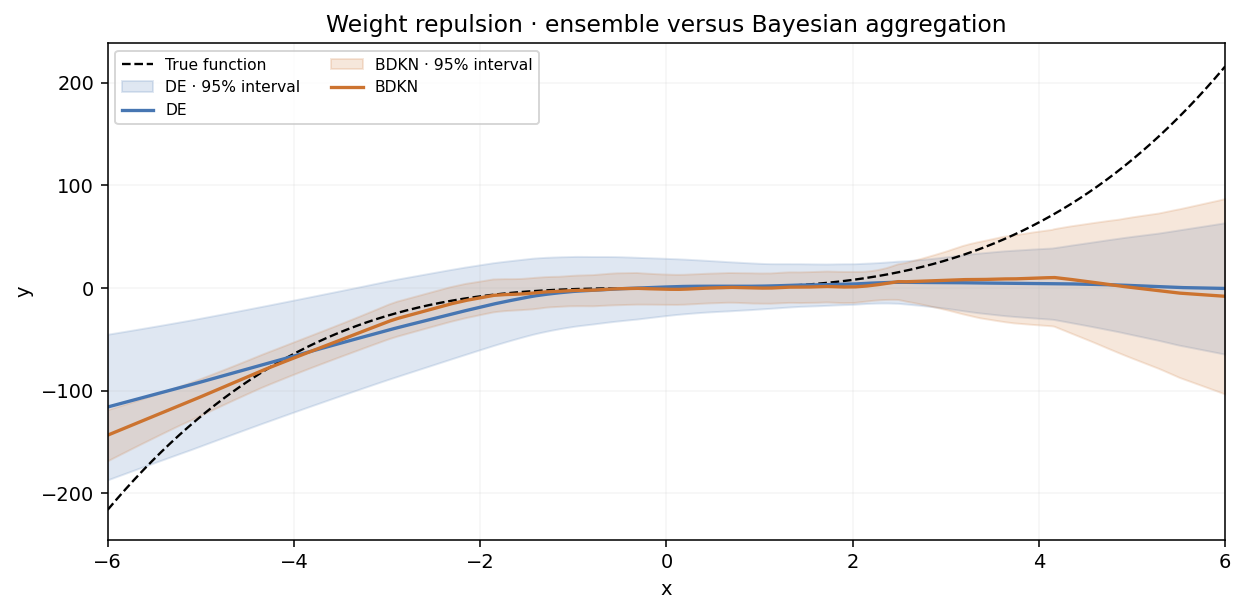 Weight repulsion · ensemble versus Bayesian aggregation
True function
DE · 95% interval
DE
BDKN · 95% interval
BDKN
y
200
100
0
−100
−200
−6
−4
−2
0
2
4
6
x